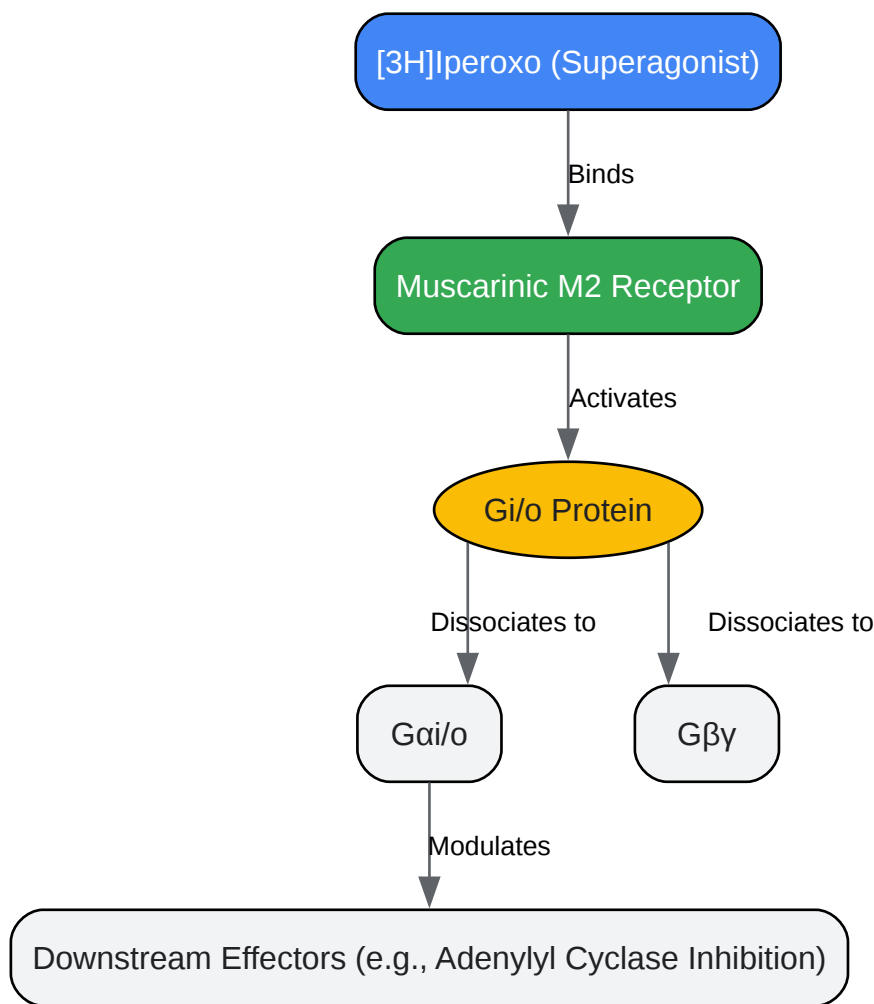 [3H]Iperoxo (Superagonist)
Binds
Muscarinic M2 Receptor
Activates
Gi/o Protein
Dissociates to
Dissociates to
Gαi/o
Gβγ
Modulates
Downstream Effectors (e.g., Adenylyl Cyclase Inhibition)